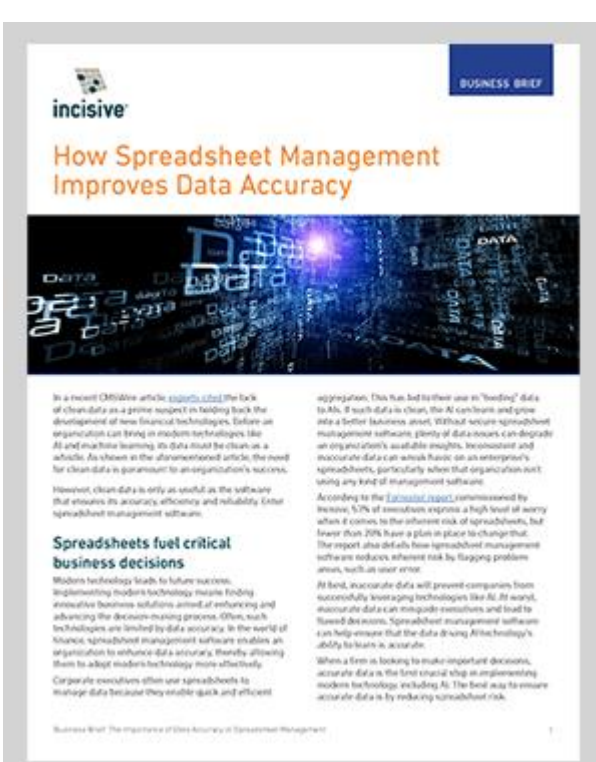 incisive
BUSINESS BRIEF
How Spreadsheet Management
Improves Data Accuracy
DATA
DATA
DATA
DATA
In a recent CMSWire article, experts cited the lack
of clean data as a prime suspect in holding back the
development of new financial technologies. Before an
organization can bring in modern technologies like
AI and machine learning, its data must be clean as a
whistle. As shown in the aforementioned article, the need
for clean data is paramount to an organization's success.
However, clean data is only as useful as the software
that ensures its accuracy, efficiency and reliability. Enter
spreadsheet management software.
Spreadsheets fuel critical
business decisions
Modern technology leads to future success.
Implementing modern technology means finding
innovative business solutions aimed at enhancing and
advancing the decision-making process. Often, such
technologies are limited by data accuracy. In the world of
finance, spreadsheet management software enables an
organization to enhance data accuracy, thereby allowing
them to adopt modern technology more effectively.
Corporate executives often use spreadsheets to
manage data because they enable quick and efficient
aggregation. This has led to their use in "feeding" data
to AIs. If such data is clean, the AI can learn and grow
into a better business asset. Without secure spreadsheet
management software, plenty of data issues can degrade
an organization's available insights. Inconsistent and
inaccurate data can wreak havoc on an enterprise's
spreadsheets, particularly when that organization isn't
using any kind of management software.
According to the Forrester report commissioned by
Incisive, 57% of executives express a high level of worry
when it comes to the inherent risk of spreadsheets, but
fewer than 20% have a plan in place to change that.
The report also details how spreadsheet management
software reduces inherent risk by flagging problem
areas, such as user error.
At best, inaccurate data will prevent companies from
successfully leveraging technologies like AI. At worst,
inaccurate data can misguide executives and lead to
flawed decisions. Spreadsheet management software
can help ensure that the data driving AI technology's
ability to learn is accurate.
When a firm is looking to make important decisions,
accurate data is the first crucial step in implementing
modern technology, including AI. The best way to ensure
accurate data is by reducing spreadsheet risk.
Business Brief: The Importance of Data Accuracy in Spreadsheet Management
1